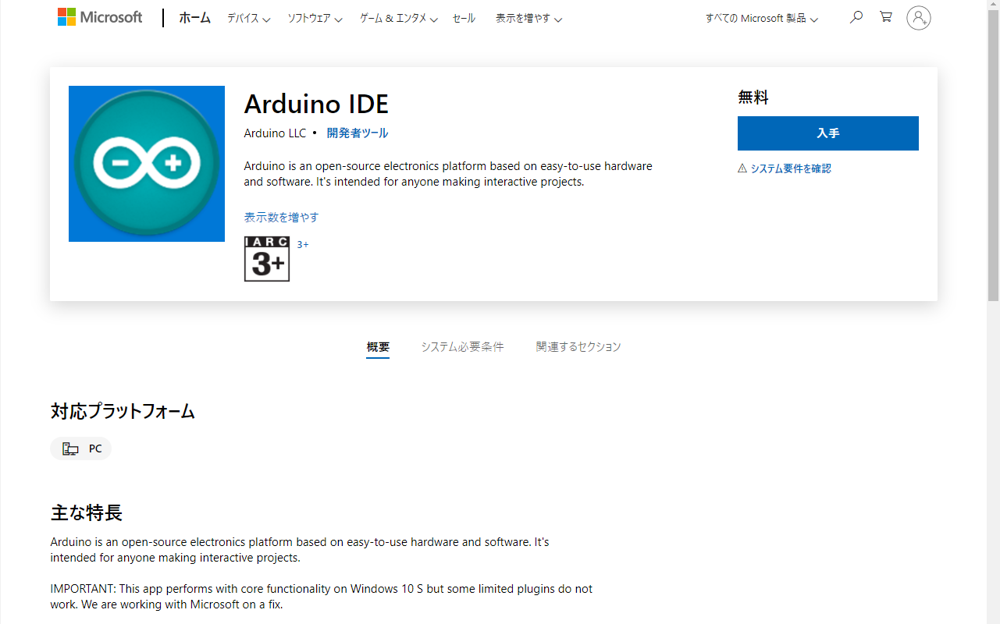 Microsoft ホーム デバイス ソフトウェア ゲーム & エンタメ セール 表示を増やす すべての Microsoft 製品
Arduino IDE
Arduino LLC • 開発者ツール
Arduino is an open-source electronics platform based on easy-to-use hardware
and software. It's intended for anyone making interactive projects.
表示数を増やす
IARC
3+
3+
無料
入手
システム要件を確認
概要 システム必要条件 関連するセクション
対応プラットフォーム
PC
主な特長
Arduino is an open-source electronics platform based on easy-to-use hardware and software. It's
intended for anyone making interactive projects.
IMPORTANT: This app performs with core functionality on Windows 10 S but some limited plugins do not
work. We are working with Microsoft on a fix.